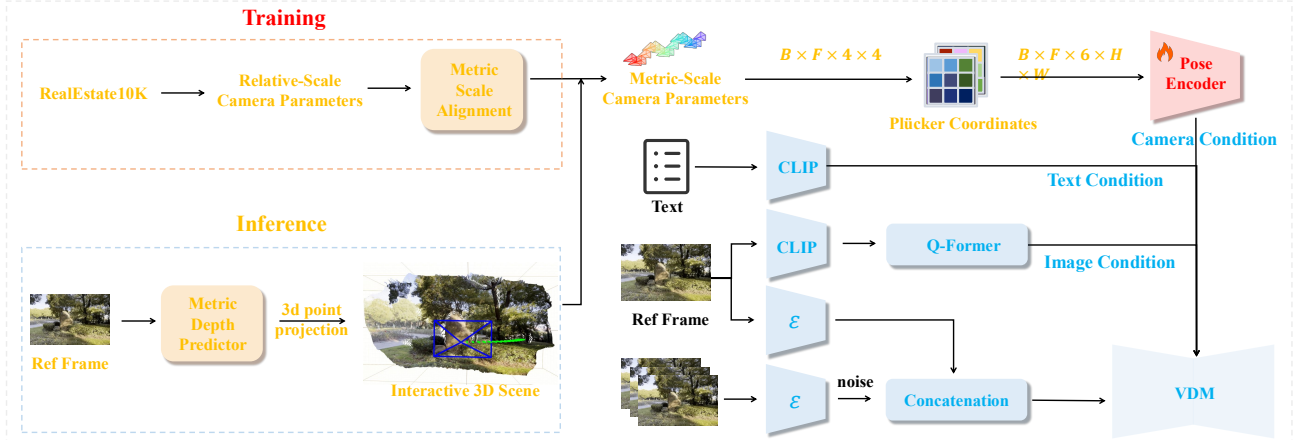 Training
RealEstate10K
Relative-Scale
Camera Parameters
Metric
Scale
Alignment
Metric-Scale
Camera Parameters
B × F × 4 × 4
Plücker Coordinates
B × F × 6 × H
× W
Pose
Encoder
Camera Condition
Text
CLIP
Text Condition
Inference
Ref Frame
Metric
Depth
Predictor
3d point
projection
Interactive 3D Scene
Ref Frame
CLIP
Q-Former
Image Condition
ε
ε
noise
Concatenation
VDM